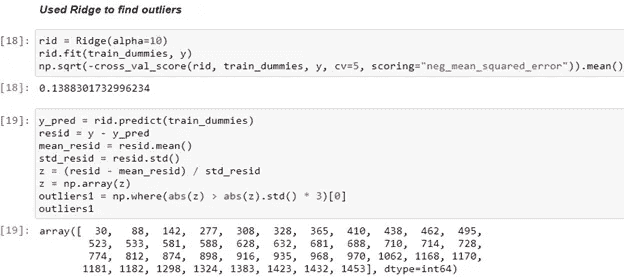 Used Ridge to find outliers
[18]: rid = Ridge(alpha=10)
rid.fit(train_dummies, y)
np.sqrt(-cross_val_score(rid, train_dummies, y, cv=5, scoring="neg_mean_squared_error")).mean()
[18]: 0.1388301732996234
[19]: y_pred = rid.predict(train_dummies)
resid = y - y_pred
mean_resid = resid.mean()
std_resid = resid.std()
z = (resid - mean_resid) / std_resid
z = np.array(z)
outliers1 = np.where(abs(z) > abs(z).std() * 3)[0]
outliers1
[19]: array([ 30, 88, 142, 277, 308, 328, 365, 410, 438, 462, 495,
523, 533, 581, 588, 628, 632, 681, 688, 710, 714, 728,
774, 812, 874, 898, 916, 935, 968, 970, 1062, 1168, 1170,
1181, 1182, 1298, 1324, 1383, 1423, 1432, 1453], dtype=int64)